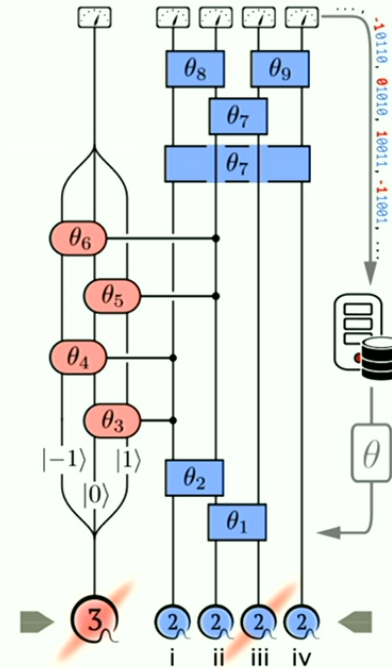 -10110, 01010, 10011, -11001, ...
θ₈ θ₉
θ₇
θ₇
θ₆
θ₅
θ₄
θ₃
|−1⟩ |1⟩
|0⟩
θ₂
θ₁
θ
3 2 2 2 2
i ii iii iv